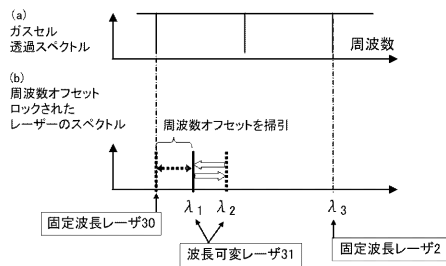 (a)
ガスセル
透過スペクトル
周波数
(b)
周波数オフセット
ロックされた
レーザーのスペクトル
周波数オフセットを掃引
λ1
λ2
λ3
固定波長レーザ30
波長可変レーザ31
固定波長レーザ2